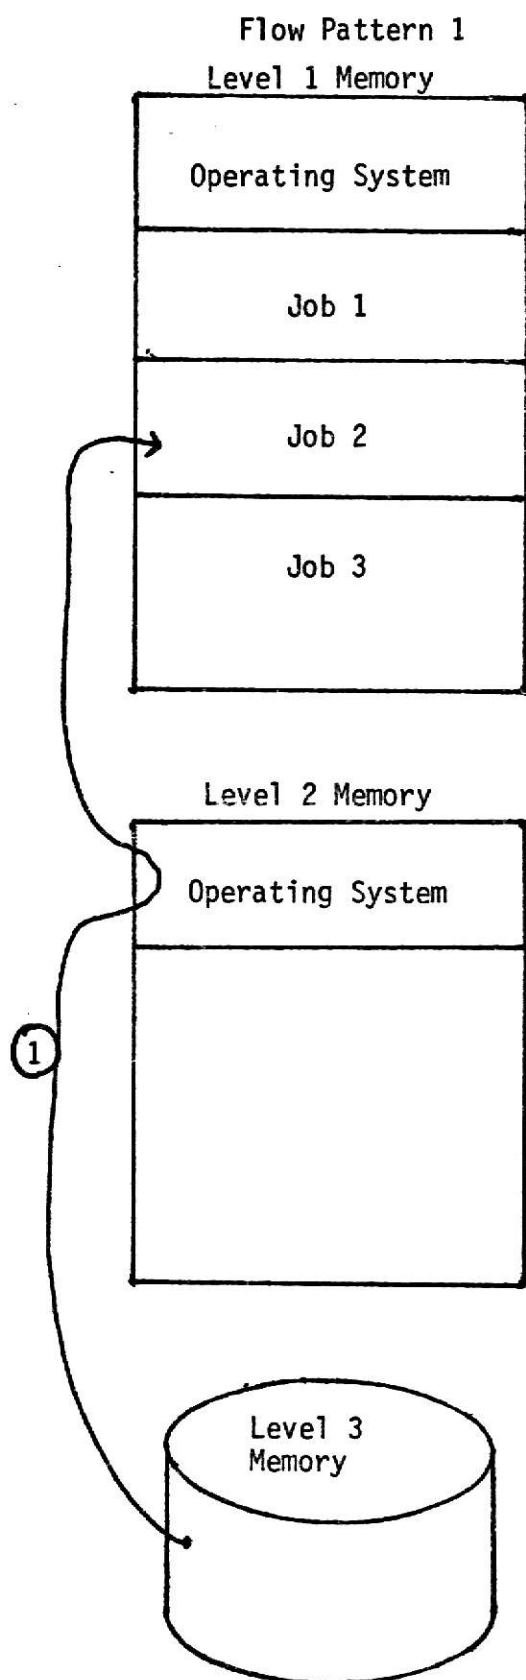 Flow Pattern 1
Level 1 Memory
Operating System
Job 1
Job 2
Job 3
Level 2 Memory
Operating System
1
Level 3
Memory